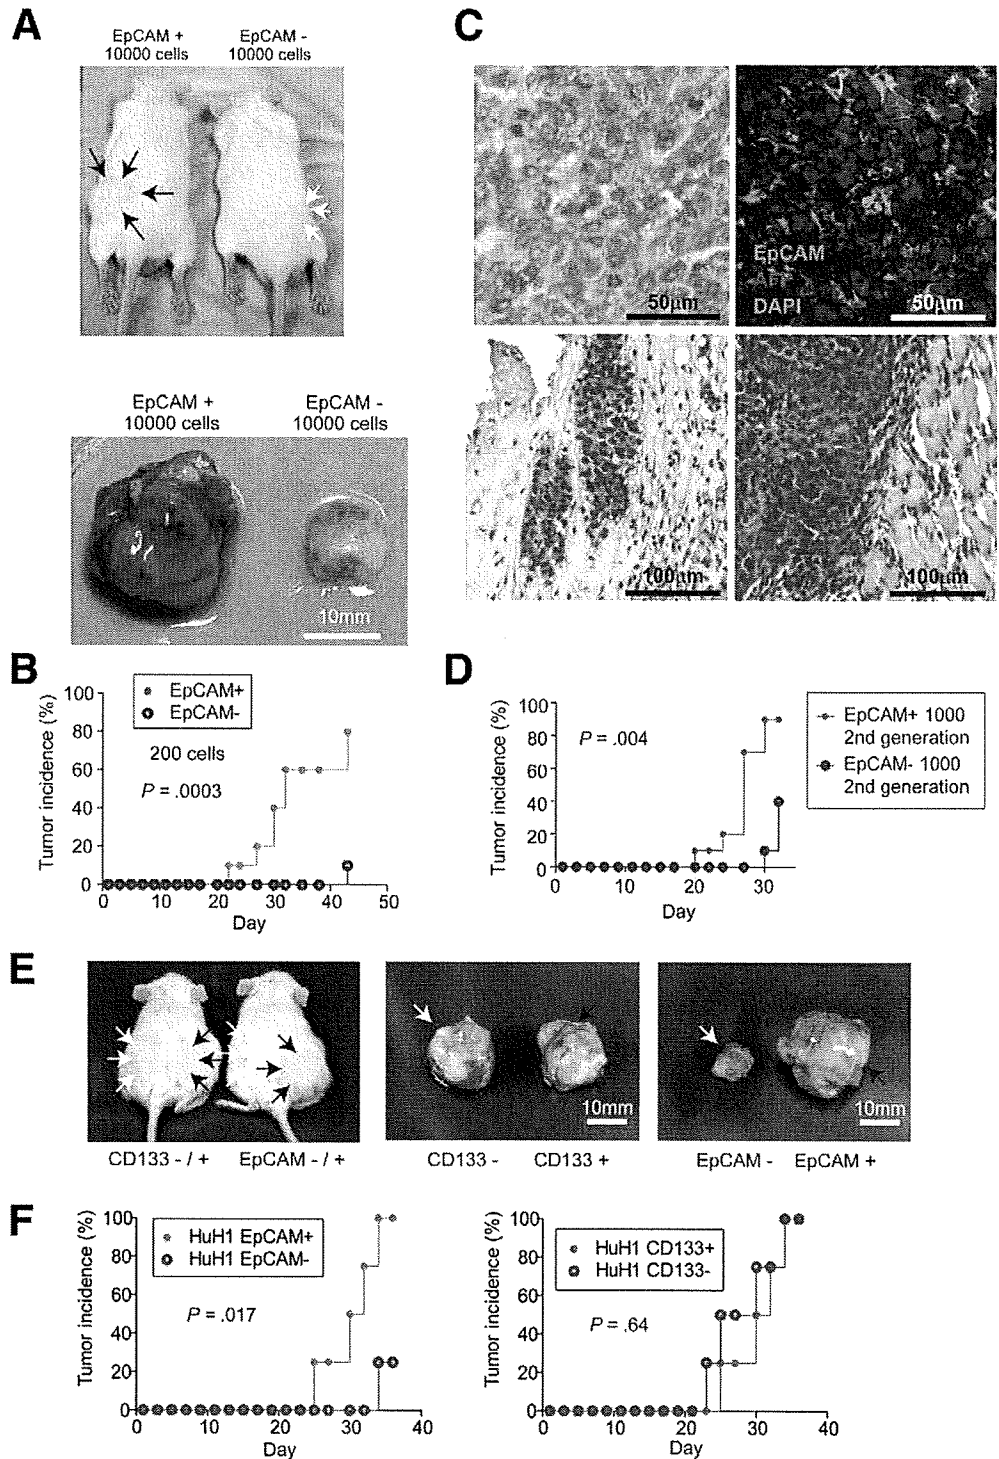 A
EpCAM +
10000 cells
EpCAM -
10000 cells
EpCAM +
10000 cells
EpCAM -
10000 cells
10mm
C
50μm
EpCAM
DAPI
50μm
100μm
100μm
B
Tumor incidence (%)
100
80
60
40
20
0
EpCAM+
EpCAM-
200 cells
P = .0003
0 10 20 30 40 50
Day
D
Tumor incidence (%)
100
80
60
40
20
0
P = .004
0 10 20 30
Day
EpCAM+ 1000
2nd generation
EpCAM- 1000
2nd generation
E
CD133 - / +
EpCAM - / +
10mm
CD133 -
CD133 +
10mm
EpCAM -
EpCAM +
F
Tumor incidence (%)
100
80
60
40
20
0
HuH1 EpCAM+
HuH1 EpCAM-
P = .017
0 10 20 30 40
Day
Tumor incidence (%)
100
80
60
40
20
0
HuH1 CD133+
HuH1 CD133-
P = .64
0 10 20 30 40
Day